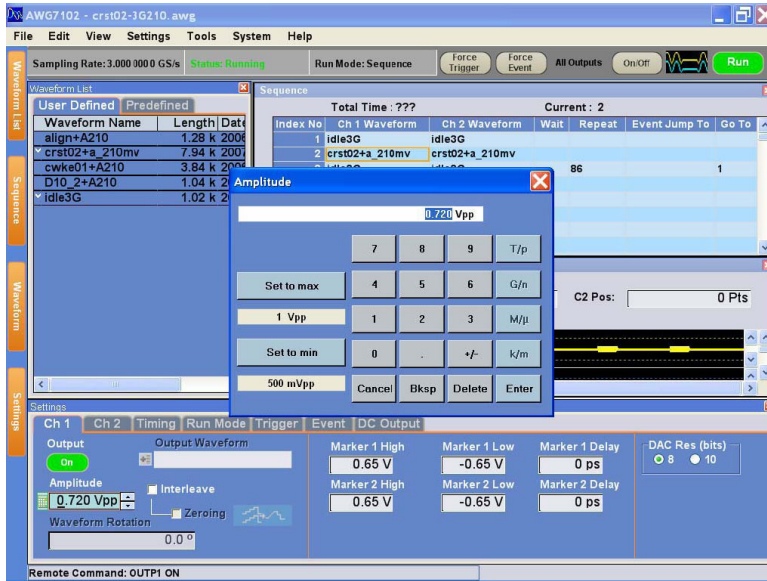 AWG7102 - crst02-3G210.awg
File Edit View Settings Tools System Help
Sampling Rate: 3.000 000 0 GS/s Status: Running Run Mode: Sequence Force Trigger Force Event All Outputs On/Off Run
Waveform List
Sequence
Waveform
Settings
Waveform List
User Defined Predefined
Waveform Name Length Date
align+A210 1.28 k
crst02+a_210mv 7.94 k 2007
cwke01+A210 3.84 k
D10_2+A210 1.04 k
idle3G 1.02 k
Sequence
Total Time : ??? Current : 2
Index No Ch 1 Waveform Ch 2 Waveform Wait Repeat Event Jump To Go To
1 idle3G idle3G
2 crst02+a_210mv crst02+a_210mv
86 1
Amplitude
0.720 Vpp
7 8 9 T/p
Set to max 4 5 6 G/n
1 Vpp 1 2 3 M/μ
Set to min 0 . +/- k/m
500 mVpp Cancel Bksp Delete Enter
C2 Pos: 0 Pts
Settings
Ch 1 Ch 2 Timing Run Mode Trigger Event DC Output
Output Output Waveform
On
Amplitude
0.720 Vpp
Interleave
Zeroing
Waveform Rotation
0.0 °
Marker 1 High Marker 1 Low Marker 1 Delay
0.65 V -0.65 V 0 ps
Marker 2 High Marker 2 Low Marker 2 Delay
0.65 V -0.65 V 0 ps
DAC Res (bits)
8 10
Remote Command: OUTP1 ON